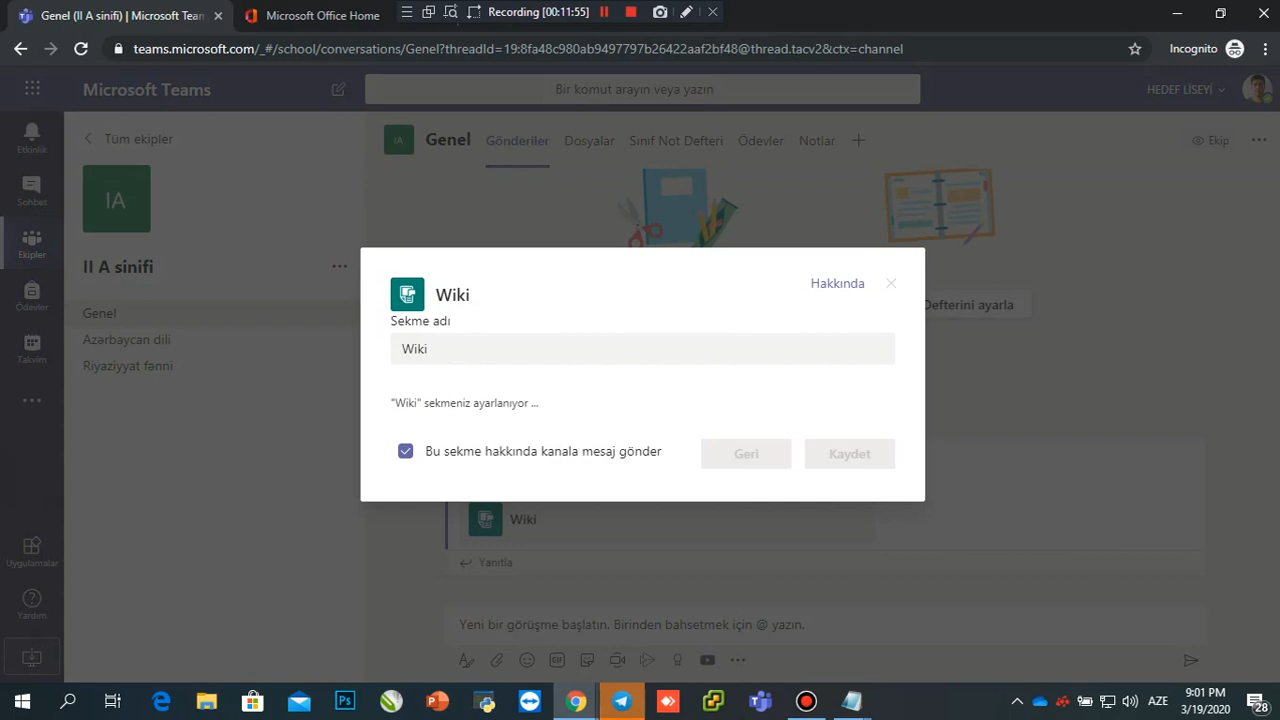 Genel (II A sinifi) | Microsoft Tea
Microsoft Office Home
Recording [00:11:55]
teams.microsoft.com/_#/school/conversations/Genel?threadId=19:8fa48c980ab9497797b26422aaf2bf48@thread.tacv2&ctx=channel
Incognito
Microsoft Teams
Bir komut arayın veya yazın
HEDEF LİSEYİ
Etkinlik
Sohbet
Ekipler
Ödevler
Takvim
Uygulamalar
Yardım
Tüm ekipler
IA
II A sinifi
Genel
Azərbaycan dili
Riyaziyyat fənni
IA
Genel
Gönderiler
Dosyalar
Sınıf Not Defteri
Ödevler
Notlar
Ekip
Defterini ayarla
Wiki
Hakkında
Sekme adı
Wiki
"Wiki" sekmeniz ayarlanıyor ...
Bu sekme hakkında kanala mesaj gönder
Geri
Kaydet
Wiki
Yanıtla
Yeni bir görüşme başlatın. Birinden bahsetmek için @ yazın.
GIF
AZE
9:01 PM
3/19/2020
28